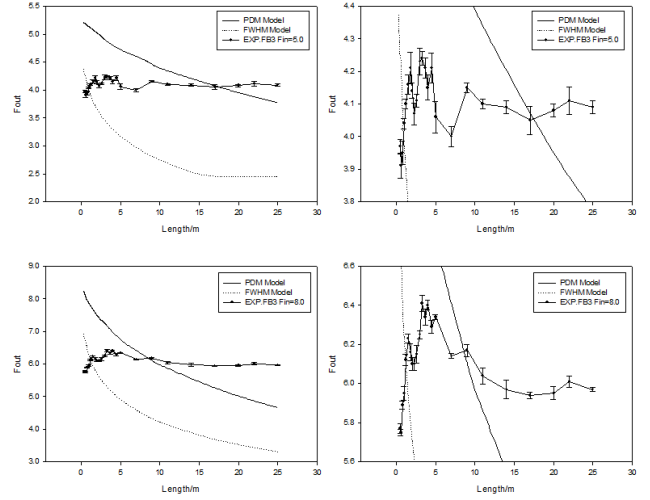 5.5
5.0
4.5
4.0
3.5
3.0
2.5
2.0
Fout
0 5 10 15 20 25 30
Length/m
PDM Model
FWHM Model
EXP.FB3 Fin=5.0
4.4
4.3
4.2
4.1
4.0
3.9
3.8
Fout
0 5 10 15 20 25 30
Length/m
PDM Model
FWHM Model
EXP.FB3 Fin=5.0
9.0
8.0
7.0
6.0
5.0
4.0
3.0
Fout
0 5 10 15 20 25 30
Length/m
PDM Model
FWHM Model
EXP.FB3 Fin=8.0
6.6
6.4
6.2
6.0
5.8
5.6
Fout
0 5 10 15 20 25 30
Length/m
PDM Model
FWHM Model
EXP.FB3 Fin=8.0